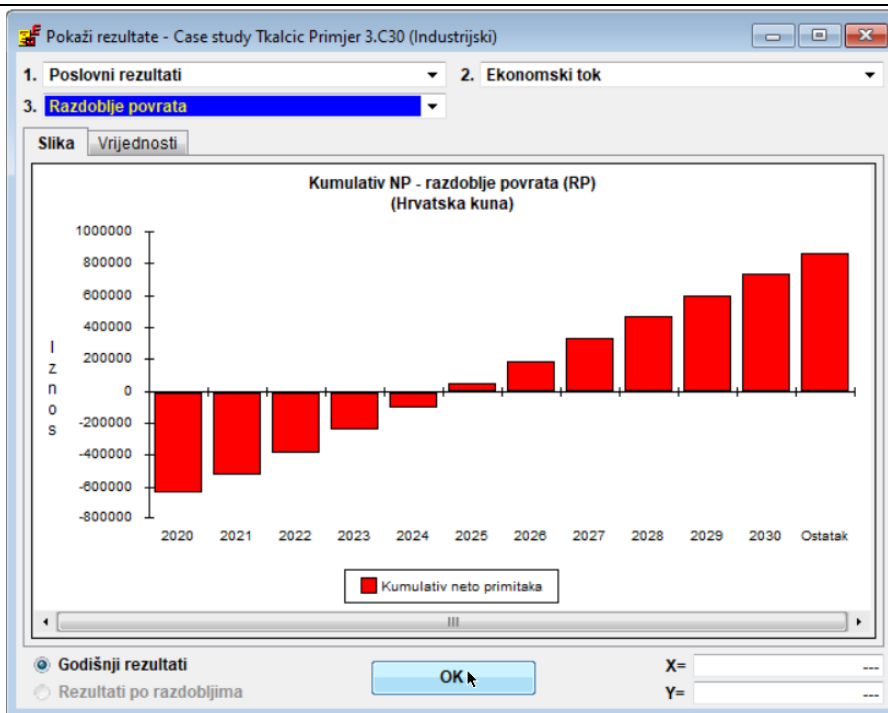 Pokaži rezultate - Case study Tkalcic Primjer 3.C30 (Industrijski)
1. Poslovni rezultati 2. Ekonomski tok
3. Razdoblje povrata
Slika Vrijednosti
Kumulativ NP - razdoblje povrata (RP)
(Hrvatska kuna)
Iznos
1000000
800000
600000
400000
200000
0
-200000
-400000
-600000
-800000
2020 2021 2022 2023 2024 2025 2026 2027 2028 2029 2030 Ostatak
Kumulativ neto primitaka
Godišnji rezultati
Rezultati po razdobljima
OK
X= ---
Y= ---